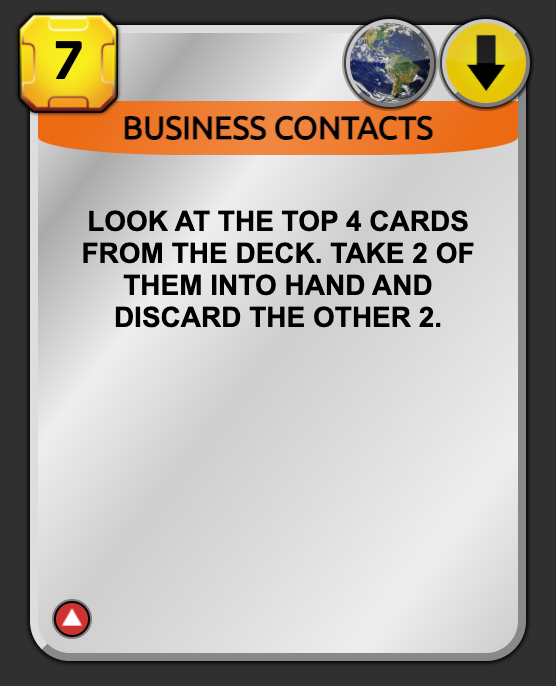 7
BUSINESS CONTACTS
LOOK AT THE TOP 4 CARDS
FROM THE DECK. TAKE 2 OF
THEM INTO HAND AND
DISCARD THE OTHER 2.